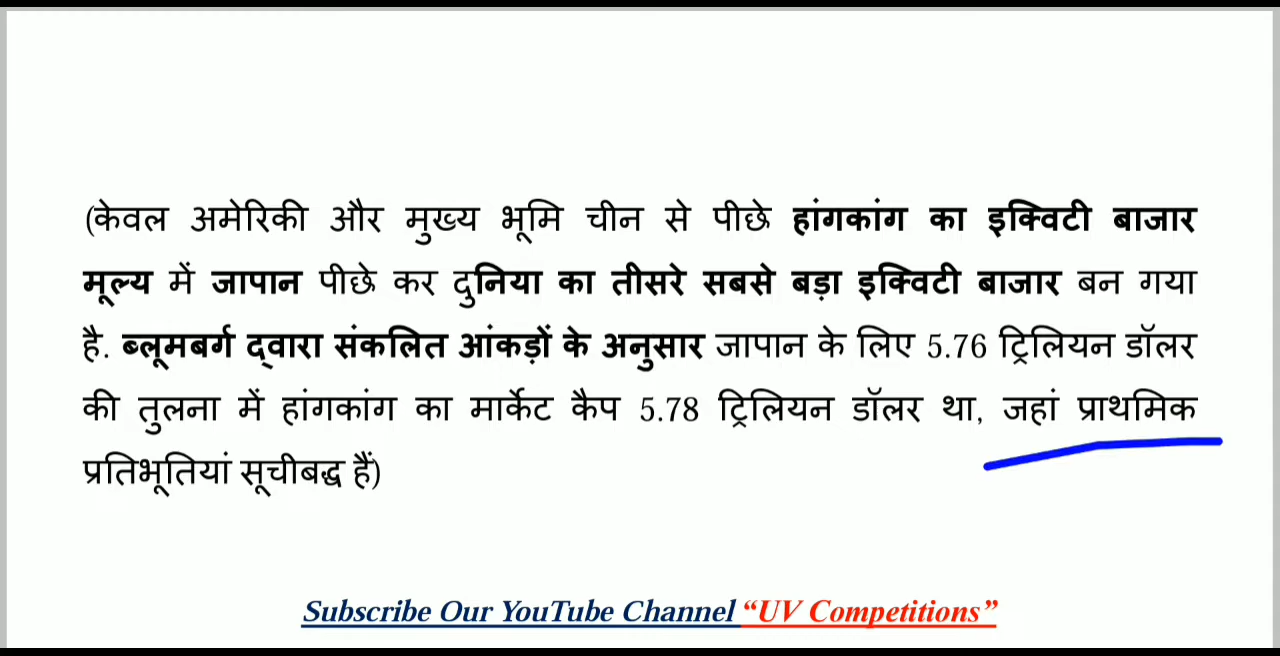 (केवल अमेरिकी और मुख्य भूमि चीन से पीछे हांगकांग का इक्विटी बाजार
मूल्य में जापान पीछे कर दुनिया का तीसरे सबसे बड़ा इक्विटी बाजार बन गया
है. ब्लूमबर्ग द्वारा संकलित आंकड़ों के अनुसार जापान के लिए 5.76 ट्रिलियन डॉलर
की तुलना में हांगकांग का मार्केट कैप 5.78 ट्रिलियन डॉलर था, जहां प्राथमिक
प्रतिभूतियां सूचीबद्ध हैं)
Subscribe Our YouTube Channel “UV Competitions”